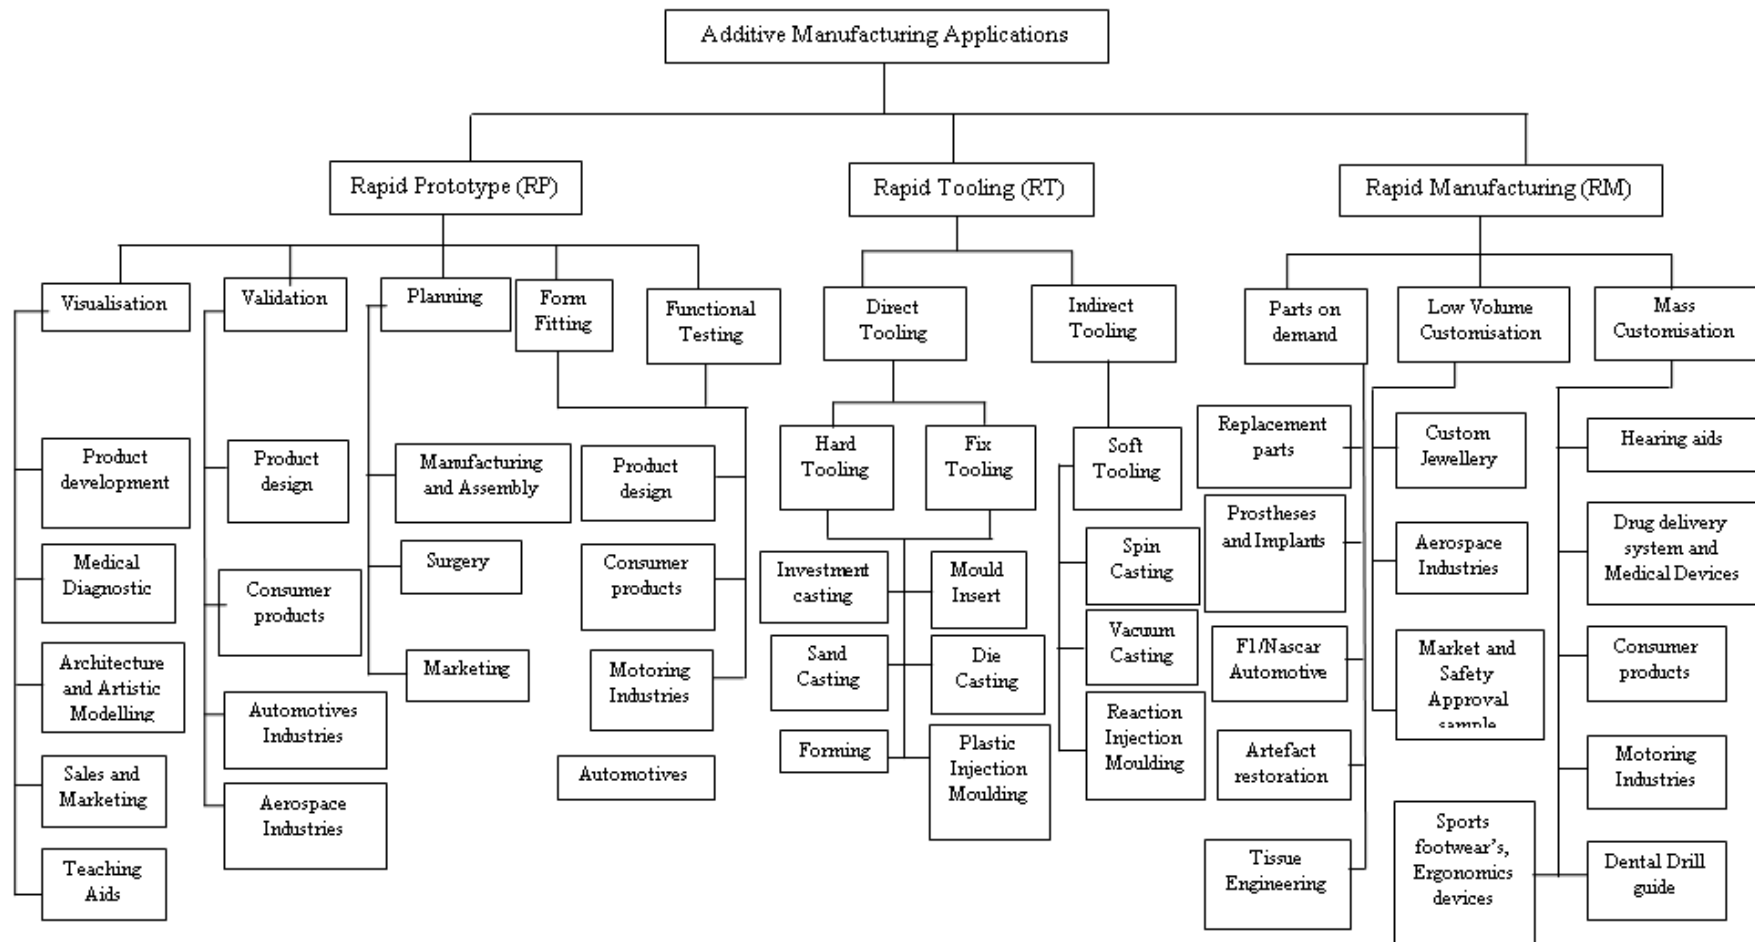 Additive Manufacturing Applications
Rapid Prototype (RP)
Rapid Tooling (RT)
Rapid Manufacturing (RM)
Visualisation
Validation
Planning
Form
Fitting
Functional
Testing
Direct
Tooling
Indirect
Tooling
Parts on
demand
Low Volume
Customisation
Mass
Customisation
Product
development
Medical
Diagnostic
Architecture
and Artistic
Modelling
Sales and
Marketing
Teaching
Aids
Product
design
Consumer
products
Automotives
Industries
Aerospace
Industries
Manufacturing
and Assembly
Surgery
Marketing
Product
design
Consumer
products
Motoring
Industries
Automotives
Hard
Tooling
Fix
Tooling
Investment
casting
Mould
Insert
Sand
Casting
Die
Casting
Forming
Plastic
Injection
Moulding
Soft
Tooling
Spin
Casting
Vacuum
Casting
Reaction
Injection
Moulding
Replacement
parts
Prostheses
and Implants
F1/Nascar
Automotive
Artefact
restoration
Tissue
Engineering
Custom
Jewellery
Aerospace
Industries
Market and
Safety
Approval
sample
Sports
footwear's,
Ergonomics
devices
Hearing aids
Drug delivery
system and
Medical Devices
Consumer
products
Motoring
Industries
Dental Drill
guide